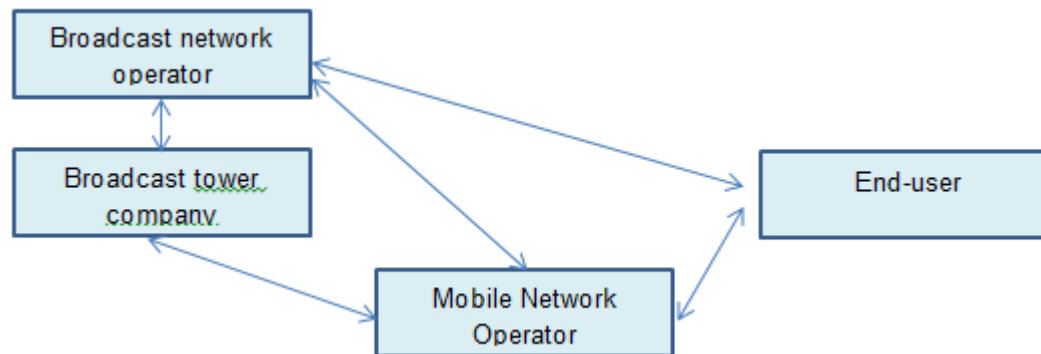 Broadcast network
operator
Broadcast tower
company
End-user
Mobile Network
Operator